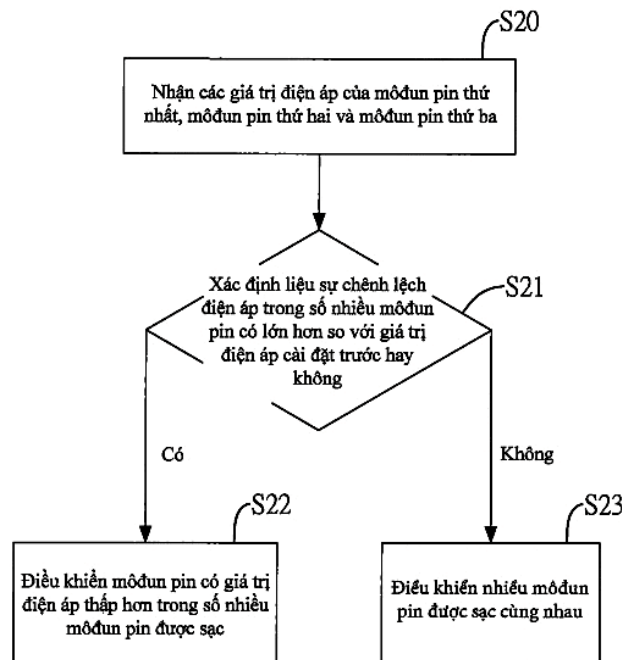 S20
Nhận các giá trị điện áp của môđun pin thứ
nhất, môđun pin thứ hai và môđun pin thứ ba
Xác định liệu sự chênh lệch
điện áp trong số nhiều môđun
pin có lớn hơn so với giá trị
điện áp cài đặt trước hay
không
S21
Có
Không
S22
Điều khiển môđun pin có giá trị
điện áp thấp hơn trong số nhiều
môđun pin được sạc
S23
Điều khiển nhiều môđun
pin được sạc cùng nhau